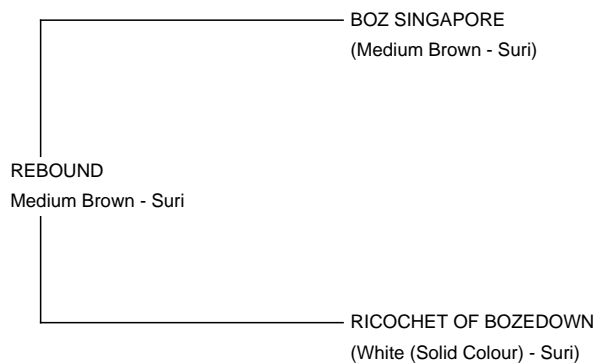 BOZ SINGAPORE
(Medium Brown - Suri)
REBOUND
Medium Brown - Suri
RICOCHET OF BOZEDOWN
(White (Solid Colour) - Suri)